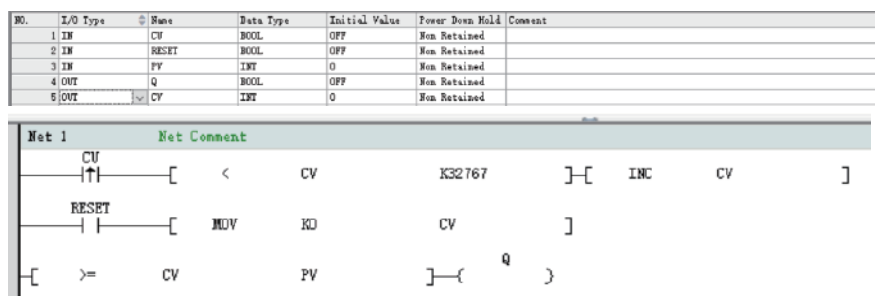 NO. I/O Type Name Data Type Initial Value Power Down Hold Comment
1 IN CU BOOL OFF Non Retained
2 IN RESET BOOL OFF Non Retained
3 IN PV INT 0 Non Retained
4 OUT Q BOOL OFF Non Retained
5 OUT CV INT 0 Non Retained
Net 1 Net Comment
CU
[ < CV K32767 ] [ INC CV ]
RESET
[ MOV K0 CV ]
Q
[ >= CV PV ] ( )